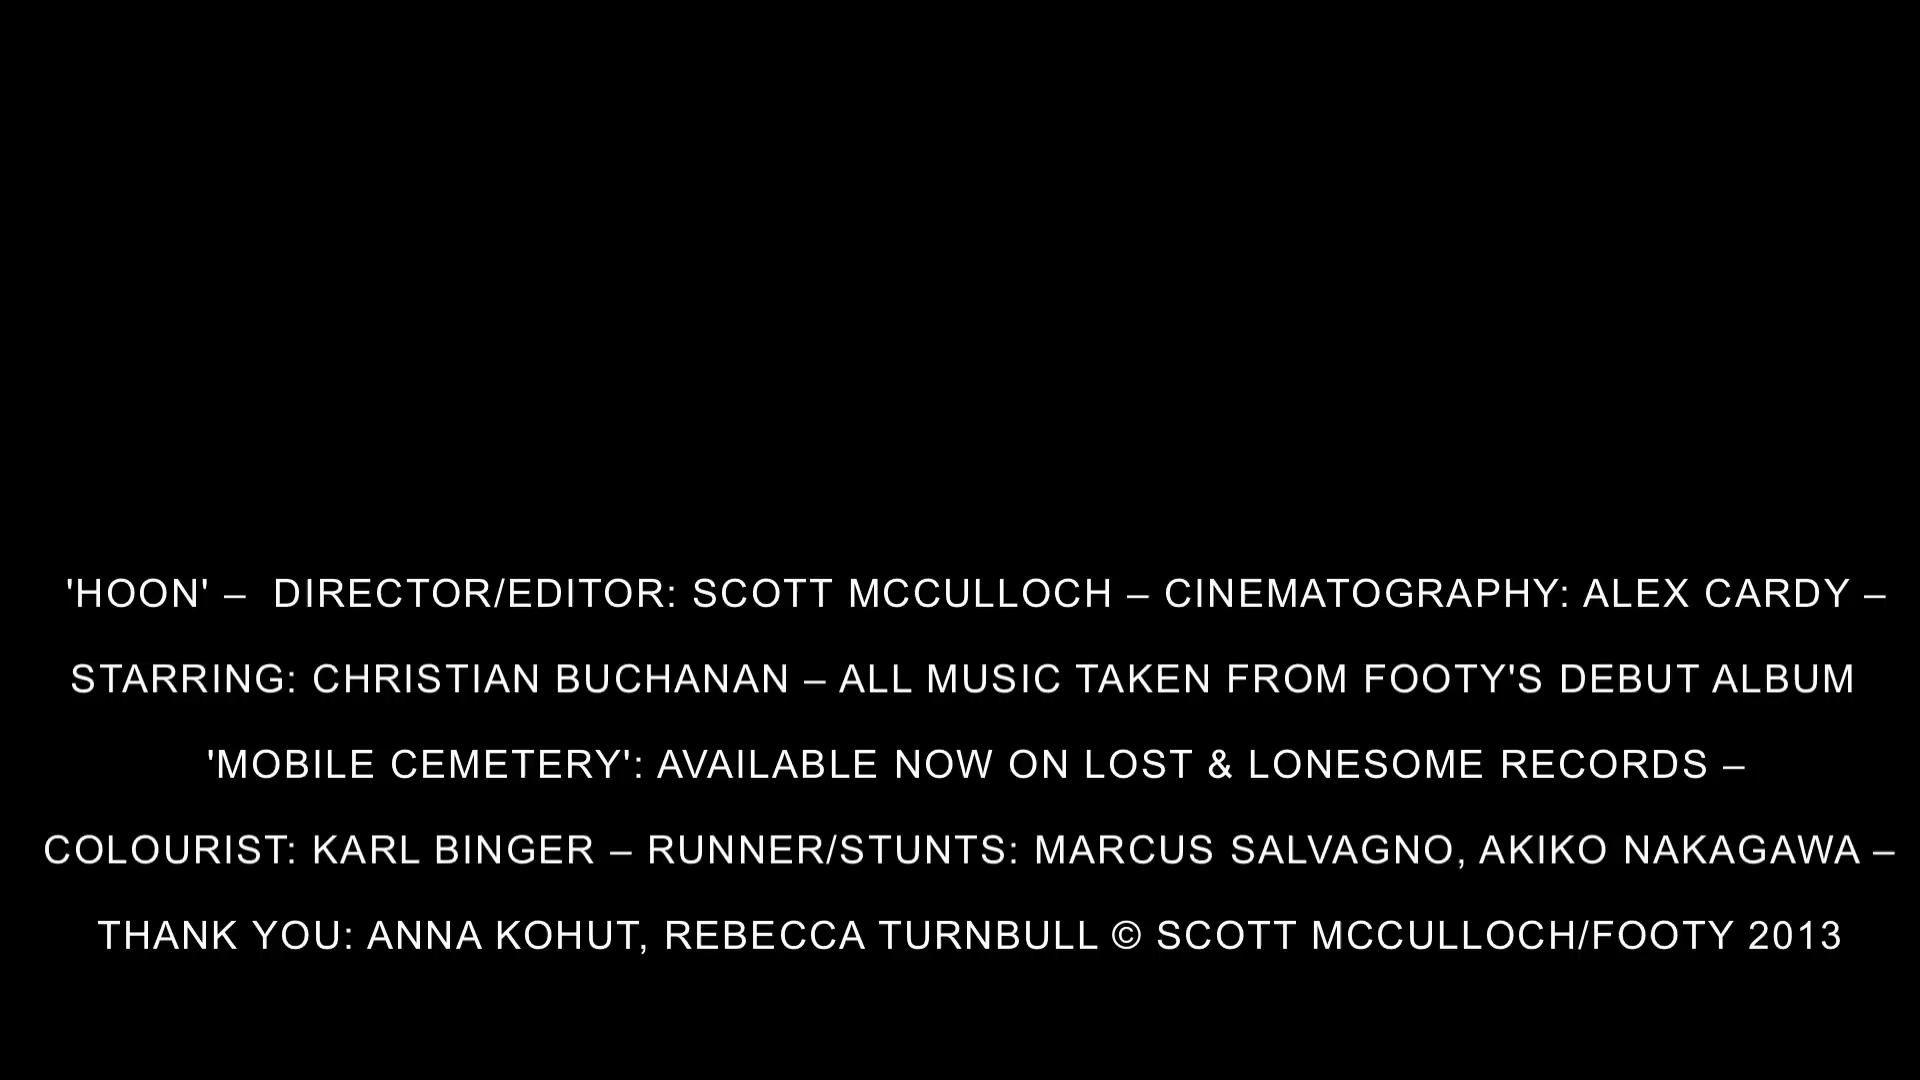 'HOON' –  DIRECTOR/EDITOR: SCOTT MCCULLOCH – CINEMATOGRAPHY: ALEX CARDY –
STARRING: CHRISTIAN BUCHANAN – ALL MUSIC TAKEN FROM FOOTY'S DEBUT ALBUM
'MOBILE CEMETERY': AVAILABLE NOW ON LOST & LONESOME RECORDS –
COLOURIST: KARL BINGER – RUNNER/STUNTS: MARCUS SALVAGNO, AKIKO NAKAGAWA –
THANK YOU: ANNA KOHUT, REBECCA TURNBULL © SCOTT MCCULLOCH/FOOTY 2013